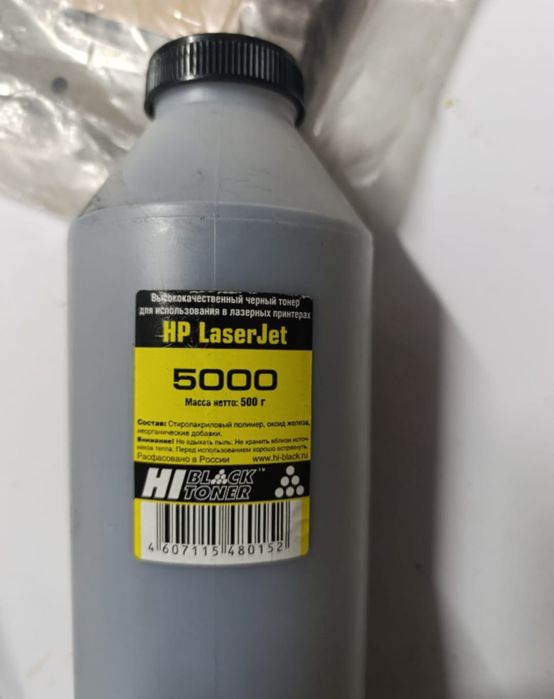 Высококачественный черный тонер
для использования в лазерных принтерах
HP LaserJet
5000
Масса нетто: 500 г
Состав: Стиролакриловый полимер, оксид железа,
неорганические добавки.
Внимание! Не вдыхать пыль. Не хранить вблизи источ-
ников тепла. Перед использованием хорошо встряхнуть.
Расфасовано в России www.hi-black.ru
HI BLACK™
TONER
4 607115 480152